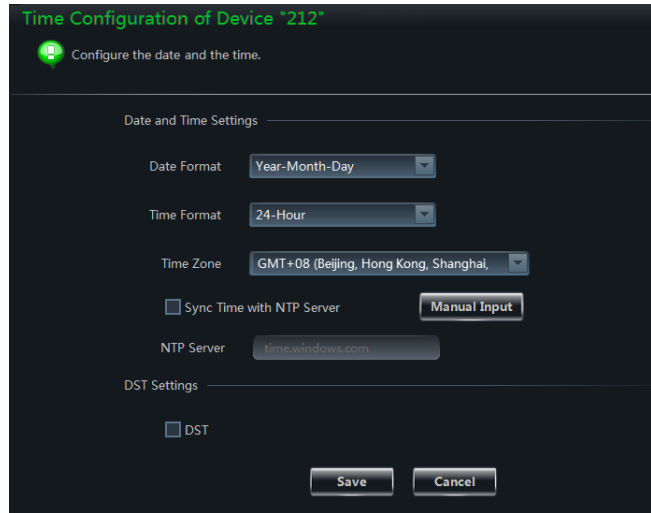 Time Configuration of Device "212"
Configure the date and the time.
Date and Time Settings
Date Format Year-Month-Day
Time Format 24-Hour
Time Zone GMT+08 (Beijing, Hong Kong, Shanghai,
Sync Time with NTP Server Manual Input
NTP Server time.windows.com
DST Settings
DST
Save Cancel